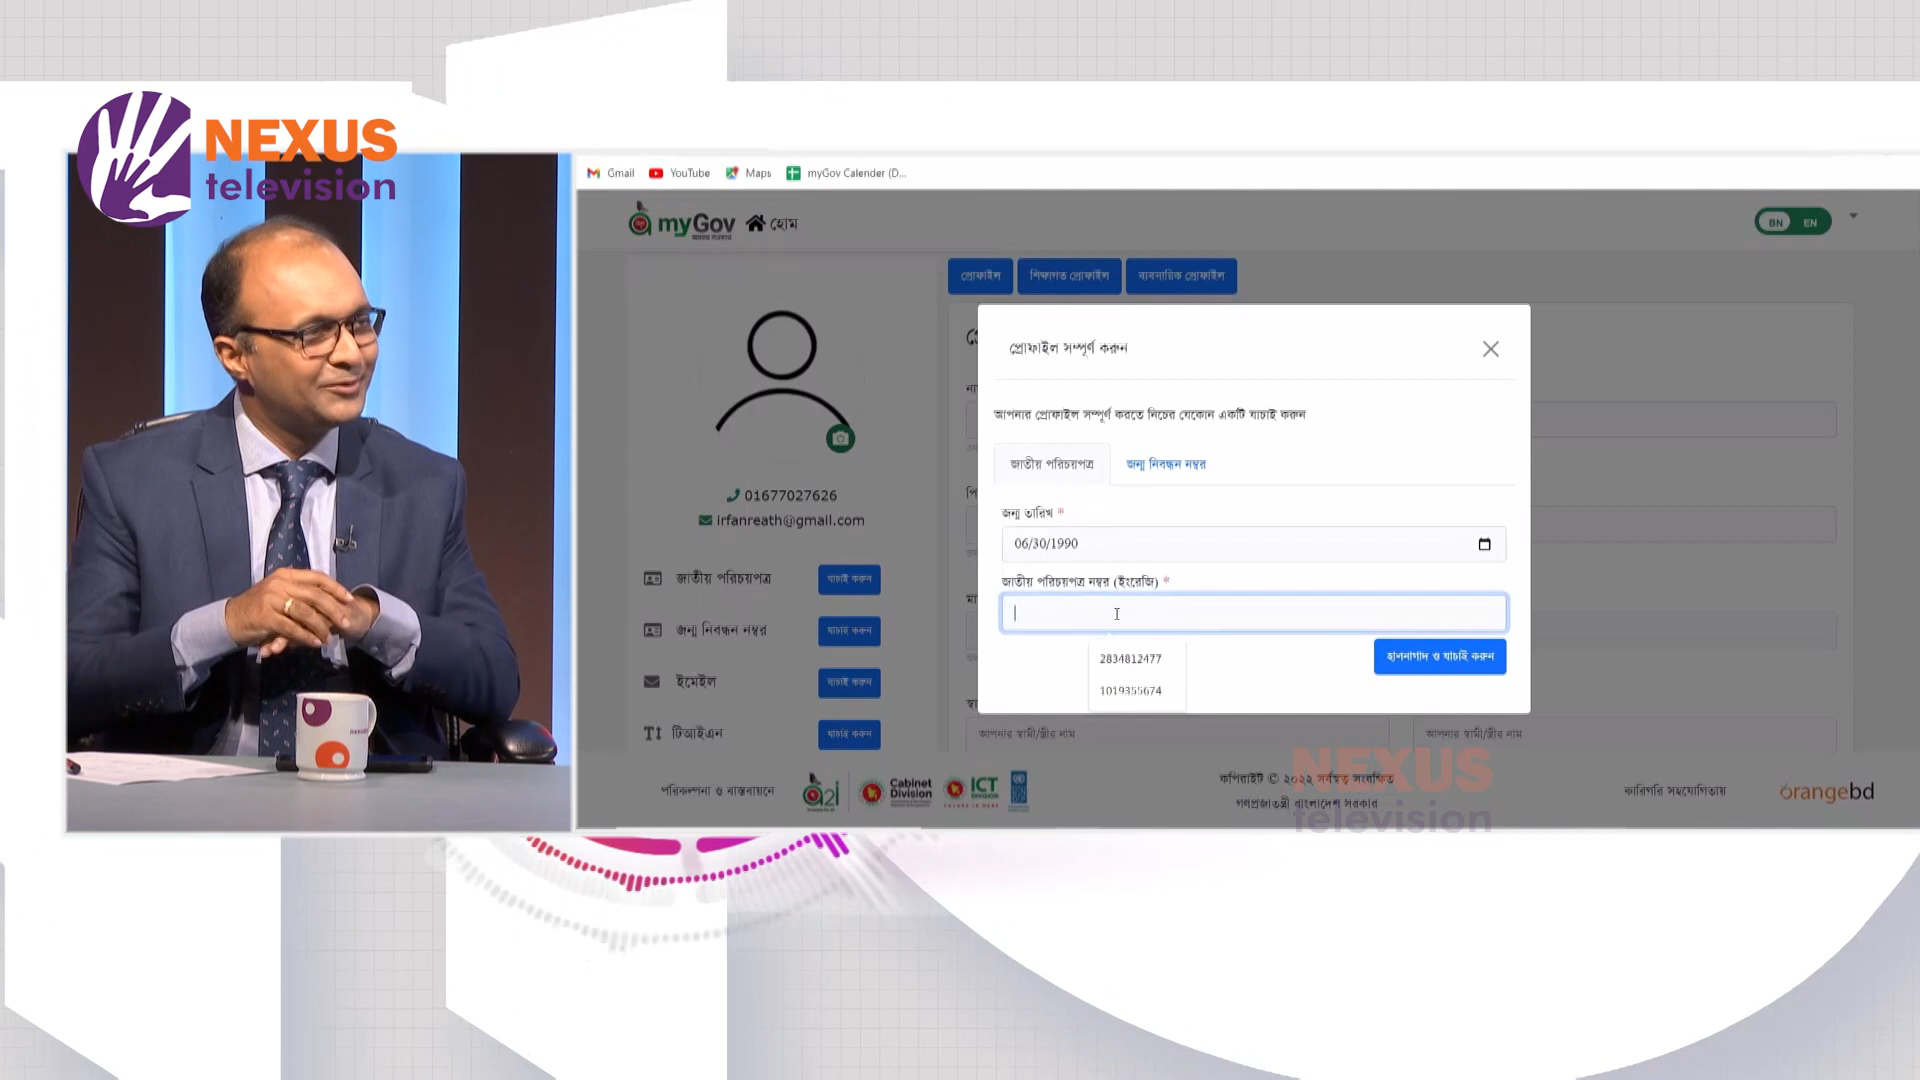 NEXUS
television
Gmail YouTube Maps myGov Calender (D...
myGov হোম
আমার সরকার
BN EN
প্রোফাইল শিক্ষাগত প্রোফাইল ব্যবসায়িক প্রোফাইল
প্রোফাইল সম্পূর্ণ করুন
আপনার প্রোফাইল সম্পূর্ণ করতে নিচের যেকোন একটি যাচাই করুন
জাতীয় পরিচয়পত্র জন্ম নিবন্ধন নম্বর
01677027626
irfanreath@gmail.com
জন্ম তারিখ *
06/30/1990
জাতীয় পরিচয়পত্র নম্বর (ইংরেজি) *
2834812477
1019355674
হালনাগাদ ও যাচাই করুন
জাতীয় পরিচয়পত্র যাচাই করুন
জন্ম নিবন্ধন নম্বর যাচাই করুন
ইমেইল যাচাই করুন
টিআইএন যাচাই করুন
আপনার স্বামী/স্ত্রীর নাম আপনার স্বামী/স্ত্রীর নাম
পরিকল্পনা ও বাস্তবায়নে
a2i
Cabinet
Division
ICT
DIVISION
কপিরাইট © ২০২২ সর্বস্বত্ব সংরক্ষিত
গণপ্রজাতন্ত্রী বাংলাদেশ সরকার
কারিগরি সহযোগিতায়
orangebd
NEXUS
television